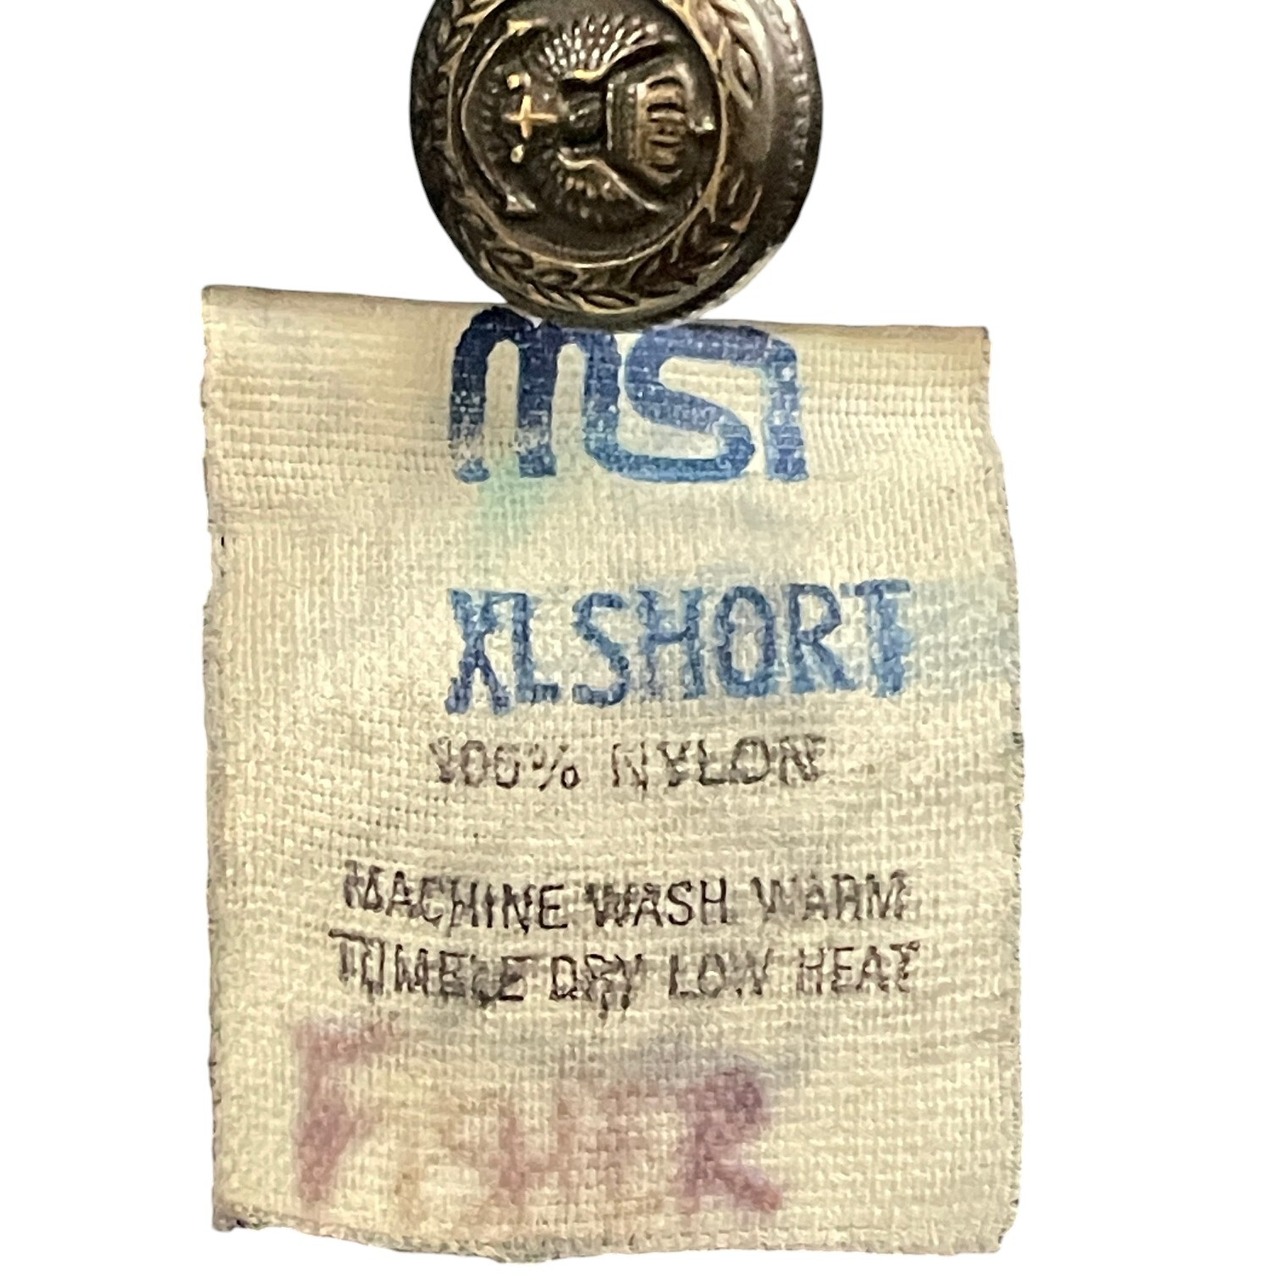 msi
XLSHORT
100% NYLON
MACHINE WASH WARM
TUMBLE DRY LOW HEAT